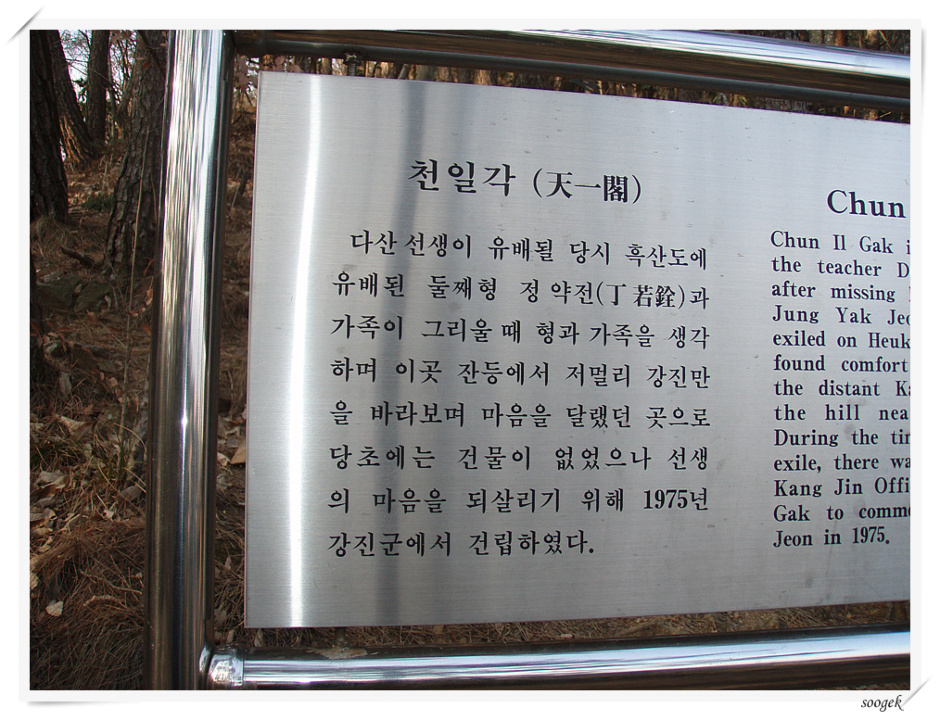 천일각 (天一閣)
다산 선생이 유배될 당시 흑산도에
유배된 둘째형 정약전(丁若銓)과
가족이 그리울 때 형과 가족을 생각
하며 이곳 잔등에서 저멀리 강진만
을 바라보며 마음을 달랬던 곳으로
당초에는 건물이 없었으나 선생
의 마음을 되살리기 위해 1975년
강진군에서 건립하였다.
Chun
Chun Il Gak
the teacher
after missing
Jung Yak
exiled on
found comfort
the distant
the hill
During the
exile, there
Kang Jin
Gak to
Jeon in 1975.
soogek